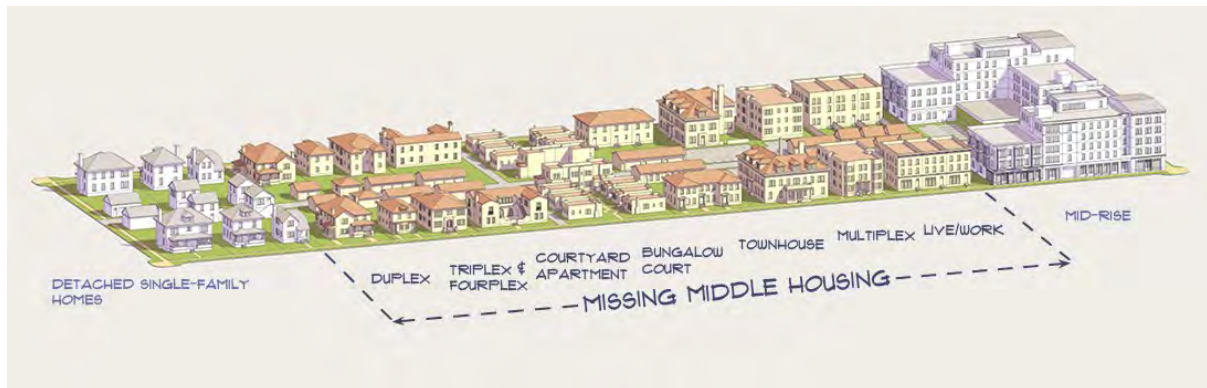 DETACHED SINGLE-FAMILY
HOMES
DUPLEX
TRIPLEX &
FOURPLEX
COURTYARD
APARTMENT
BUNGALOW
COURT
TOWNHOUSE
MULTIPLEX
LIVE/WORK
MID-RISE
MISSING MIDDLE HOUSING